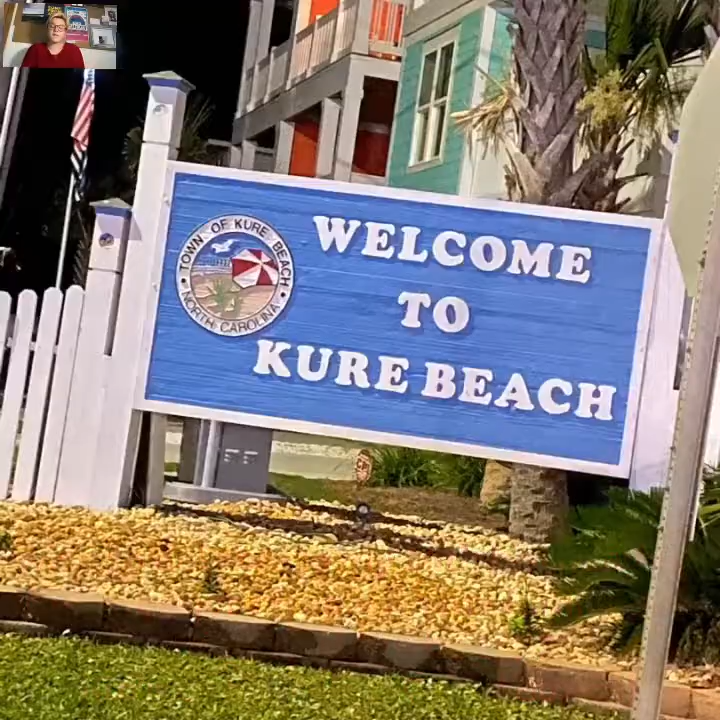 TOWN OF KURE BEACH
NORTH CAROLINA
WELCOME
TO
KURE BEACH